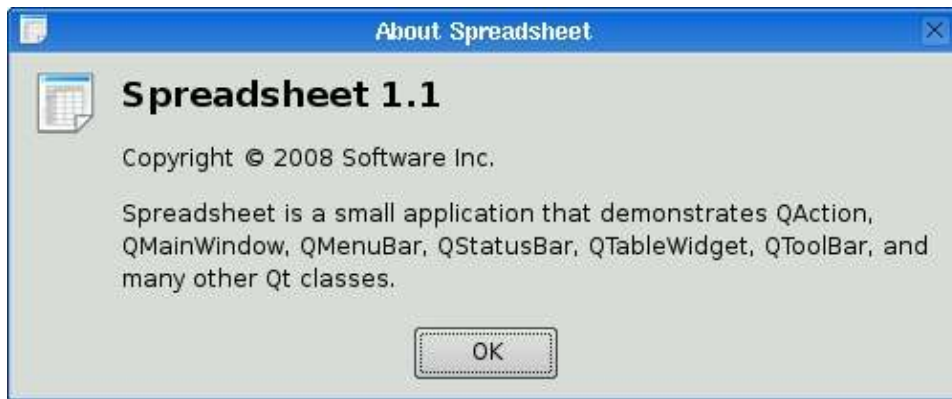 About Spreadsheet
Spreadsheet 1.1
Copyright © 2008 Software Inc.
Spreadsheet is a small application that demonstrates QAction,
QMainWindow, QMenuBar, QStatusBar, QTableWidget, QToolBar, and
many other Qt classes.
OK